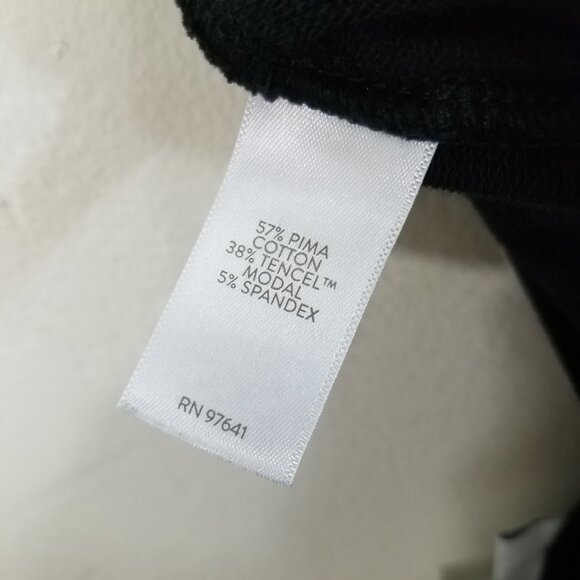 57% PIMA
COTTON
38% TENCEL™
MODAL
5% SPANDEX
RN 97641